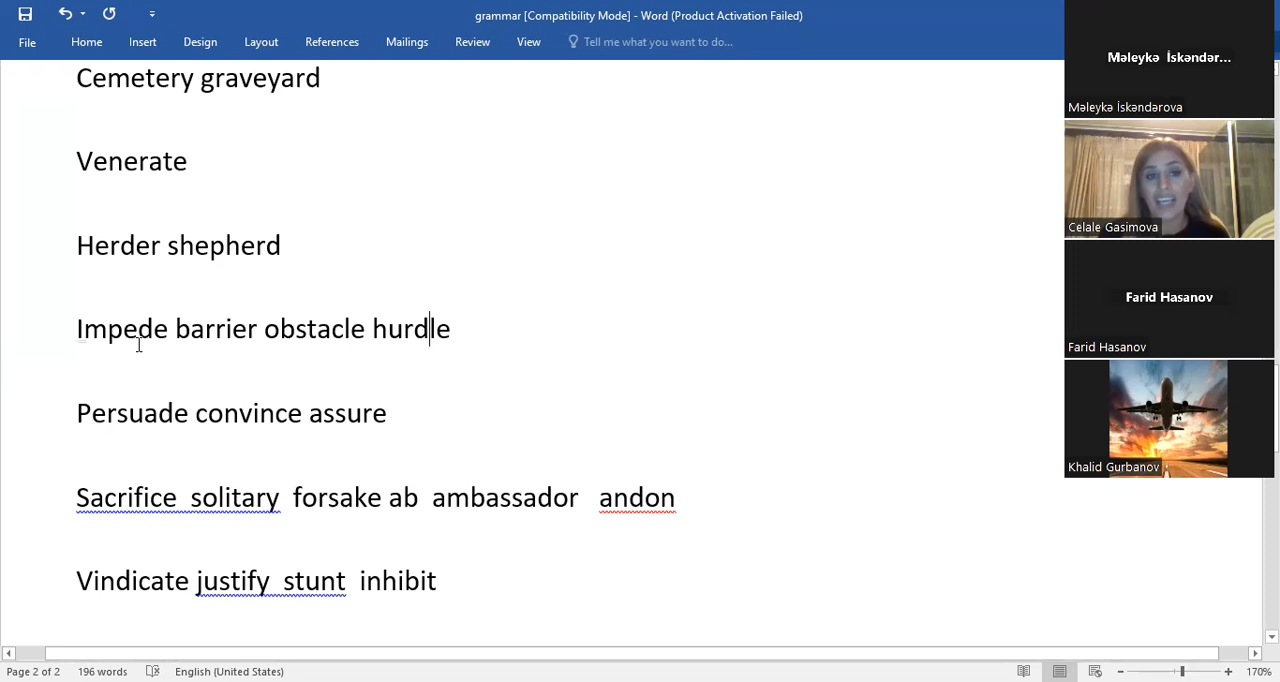 grammar [Compatibility Mode] - Word (Product Activation Failed)
File Home Insert Design Layout References Mailings Review View Tell me what you want to do...
Cemetery graveyard
Venerate
Herder shepherd
Impede barrier obstacle hurdle
Persuade convince assure
Sacrifice solitary forsake ab ambassador andon
Vindicate justify stunt inhibit
Məleykə İskəndər...
Məleykə İskəndərova
Celale Gasimova
Farid Hasanov
Farid Hasanov
Khalid Gurbanov
Page 2 of 2 196 words English (United States) 170%